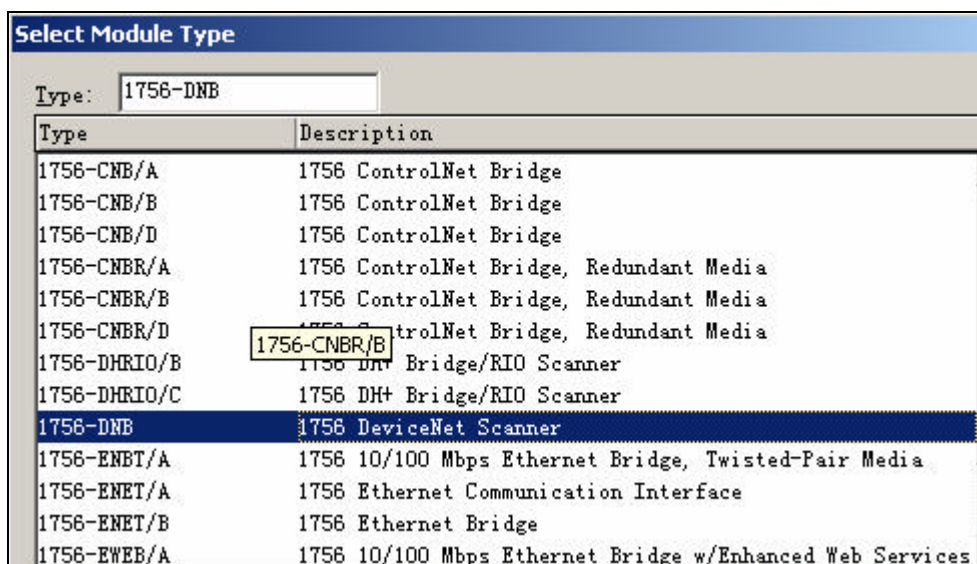 Select Module Type
Type: 1756-DNB
Type Description
1756-CNB/A 1756 ControlNet Bridge
1756-CNB/B 1756 ControlNet Bridge
1756-CNB/D 1756 ControlNet Bridge
1756-CNBR/A 1756 ControlNet Bridge, Redundant Media
1756-CNBR/B 1756 ControlNet Bridge, Redundant Media
1756-CNBR/D ControlNet Bridge, Redundant Media
1756-CNBR/B
1756-DHRIO/B 1756 DH+ Bridge/RIO Scanner
1756-DHRIO/C 1756 DH+ Bridge/RIO Scanner
1756-DNB 1756 DeviceNet Scanner
1756-ENBT/A 1756 10/100 Mbps Ethernet Bridge, Twisted-Pair Media
1756-ENET/A 1756 Ethernet Communication Interface
1756-ENET/B 1756 Ethernet Bridge
1756-EWEB/A 1756 10/100 Mbps Ethernet Bridge w/Enhanced Web Services